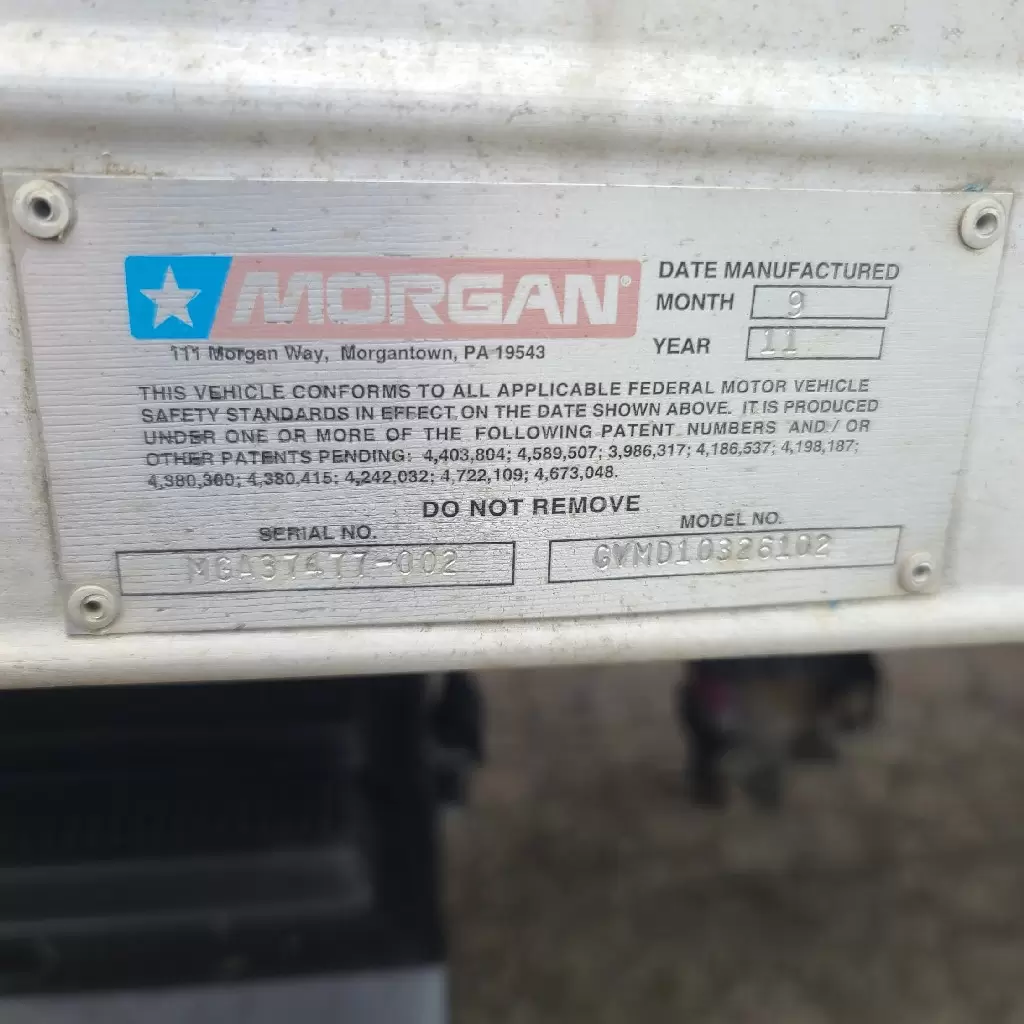 MORGAN®
111 Morgan Way, Morgantown, PA 19543
DATE MANUFACTURED
MONTH 9
YEAR 11
THIS VEHICLE CONFORMS TO ALL APPLICABLE FEDERAL MOTOR VEHICLE
SAFETY STANDARDS IN EFFECT ON THE DATE SHOWN ABOVE. IT IS PRODUCED
UNDER ONE OR MORE OF THE FOLLOWING PATENT NUMBERS AND / OR
OTHER PATENTS PENDING: 4,403,804; 4,589,507; 3,986,317; 4,186,537; 4,198,187;
4,380,300; 4,380,415; 4,242,032; 4,722,109; 4,673,048.
DO NOT REMOVE
SERIAL NO.
MGA37477-002
MODEL NO.
GVMD10326102